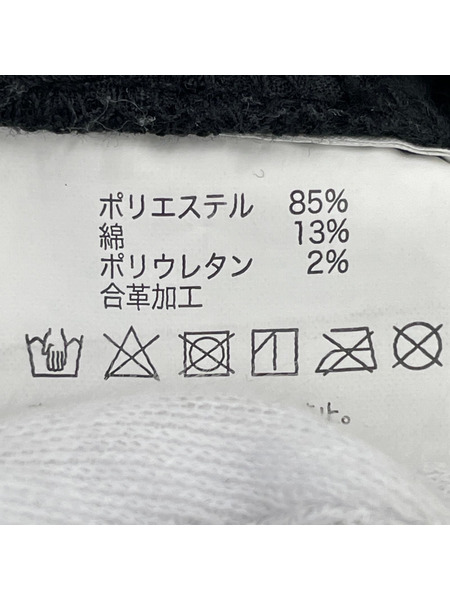 ポリエステル 85%
綿 13%
ポリウレタン 2%
合革加工